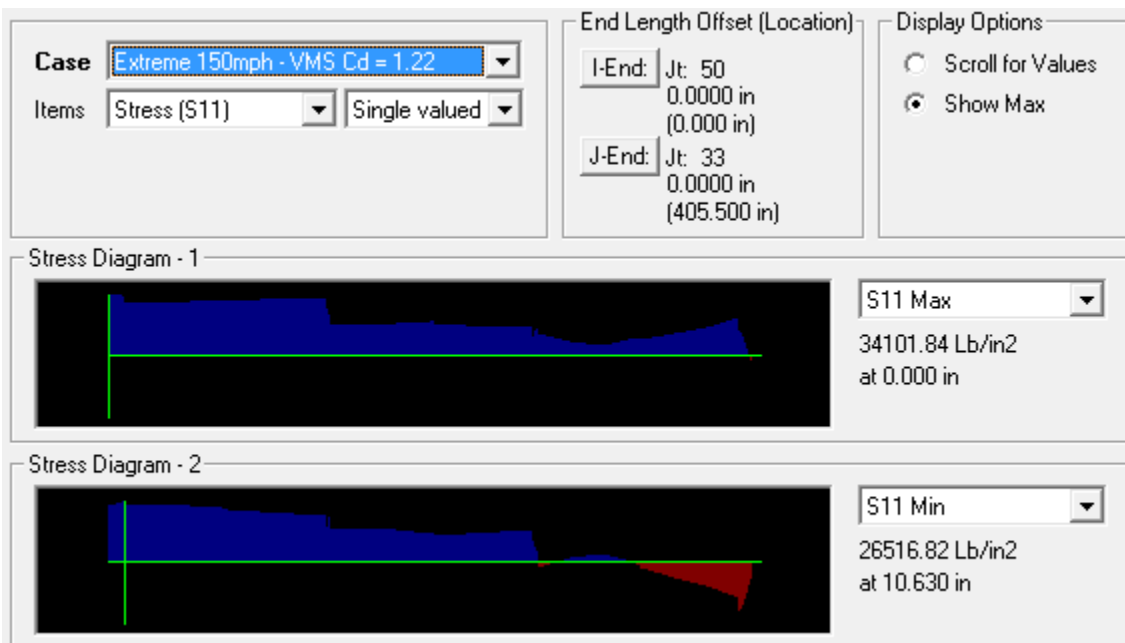 Case Extreme 150mph - VMS Cd = 1.22
Items Stress (S11) Single valued
End Length Offset (Location)
I-End: Jt: 50
0.0000 in
(0.000 in)
J-End: Jt: 33
0.0000 in
(405.500 in)
Display Options
Scroll for Values
Show Max
Stress Diagram - 1
S11 Max
34101.84 Lb/in2
at 0.000 in
Stress Diagram - 2
S11 Min
26516.82 Lb/in2
at 10.630 in